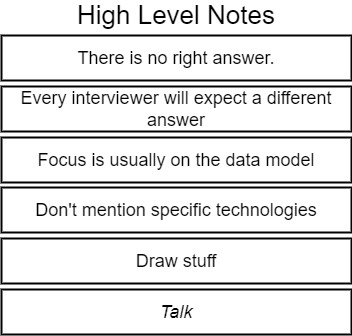 High Level Notes
There is no right answer.
Every interviewer will expect a different
answer
Focus is usually on the data model
Don't mention specific technologies
Draw stuff
Talk